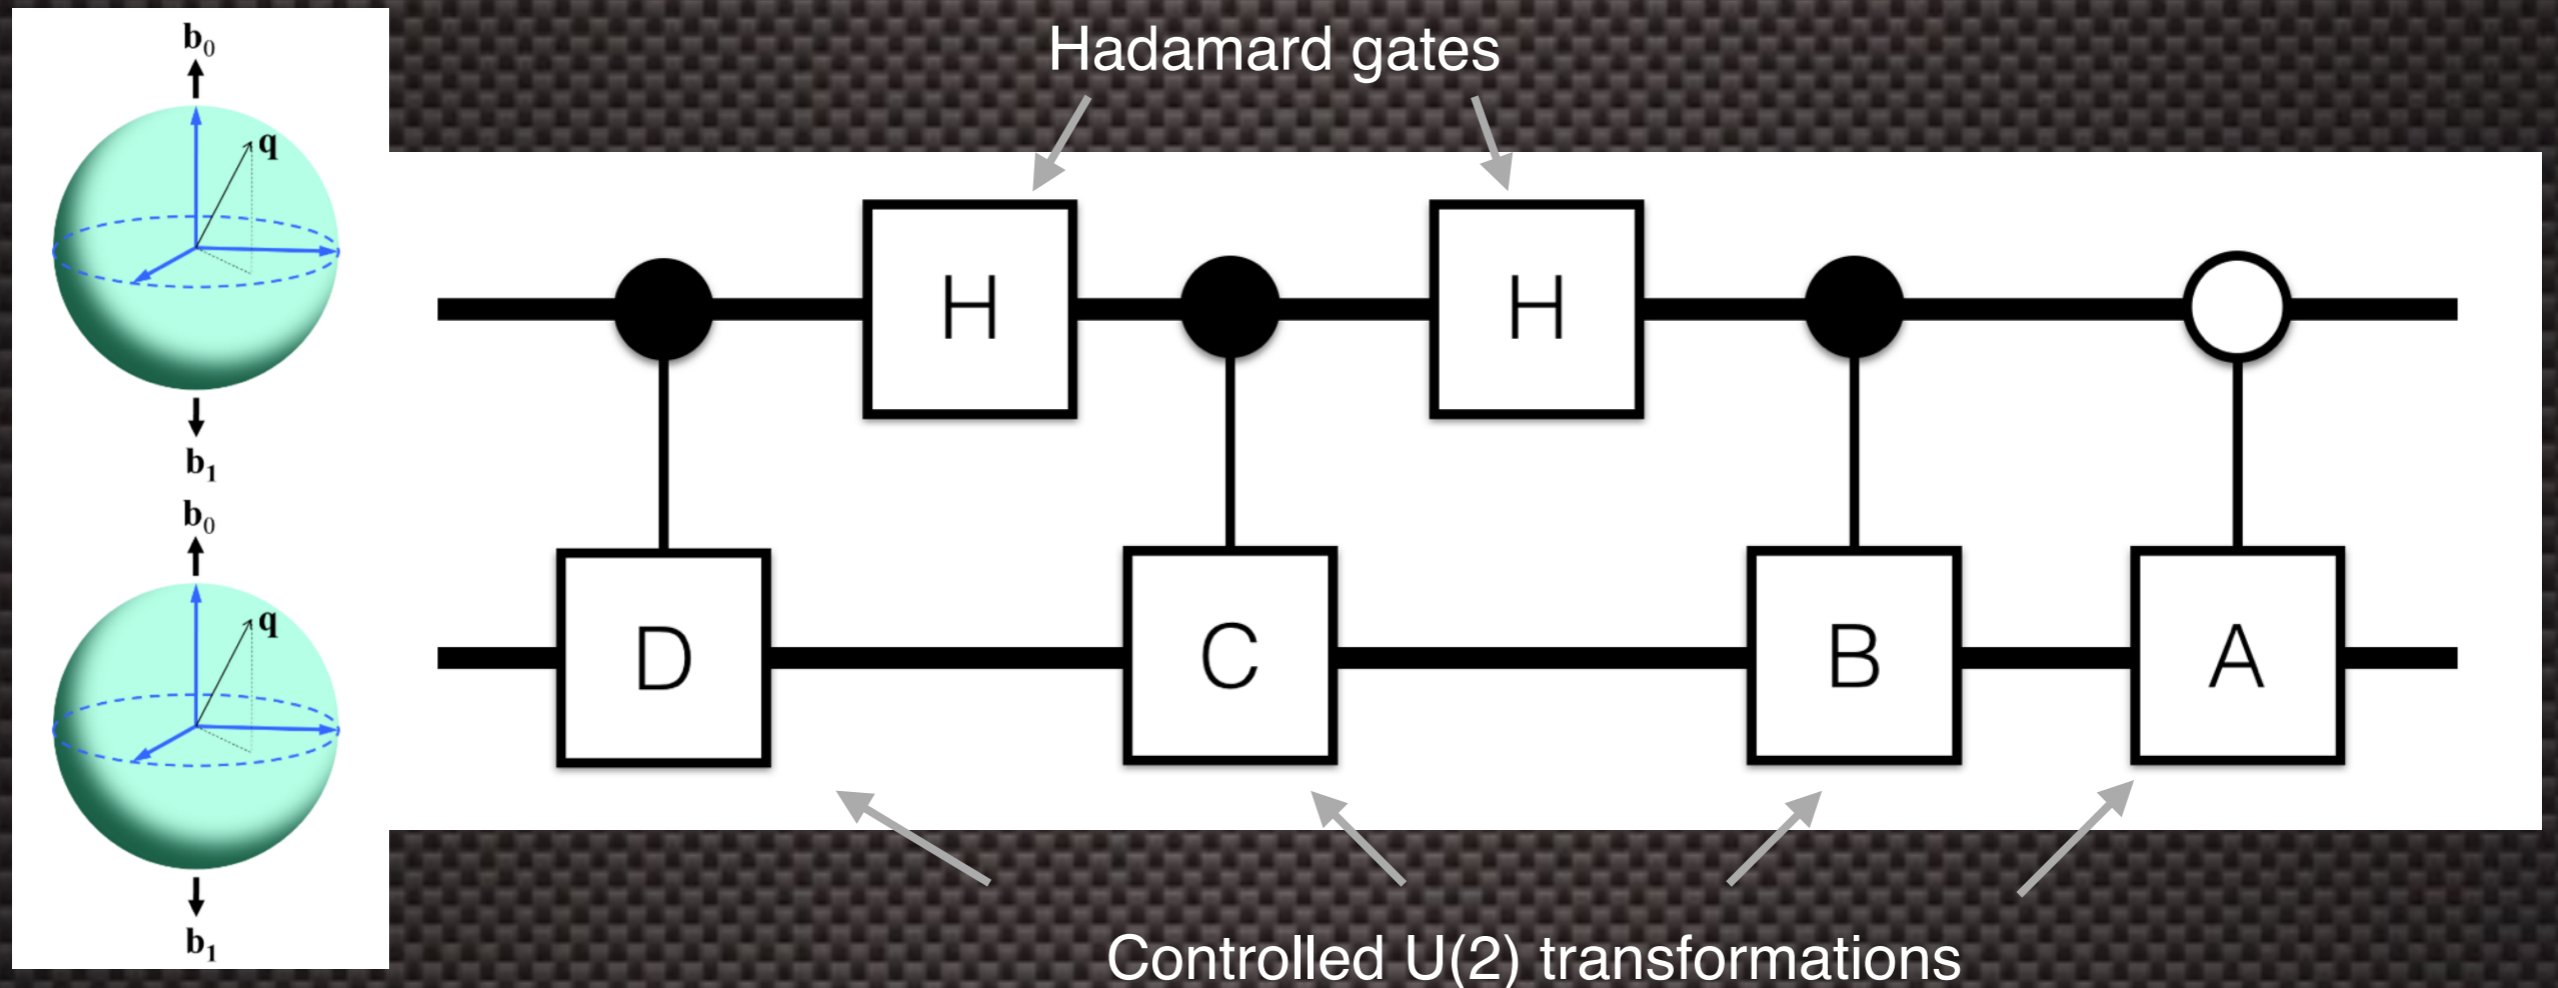 Hadamard gates
b₀
q
b₁
b₀
q
b₁
H
H
D
C
B
A
Controlled U(2) transformations